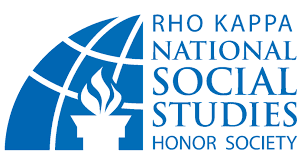 RHO KAPPA
NATIONAL
SOCIAL
STUDIES
HONOR SOCIETY